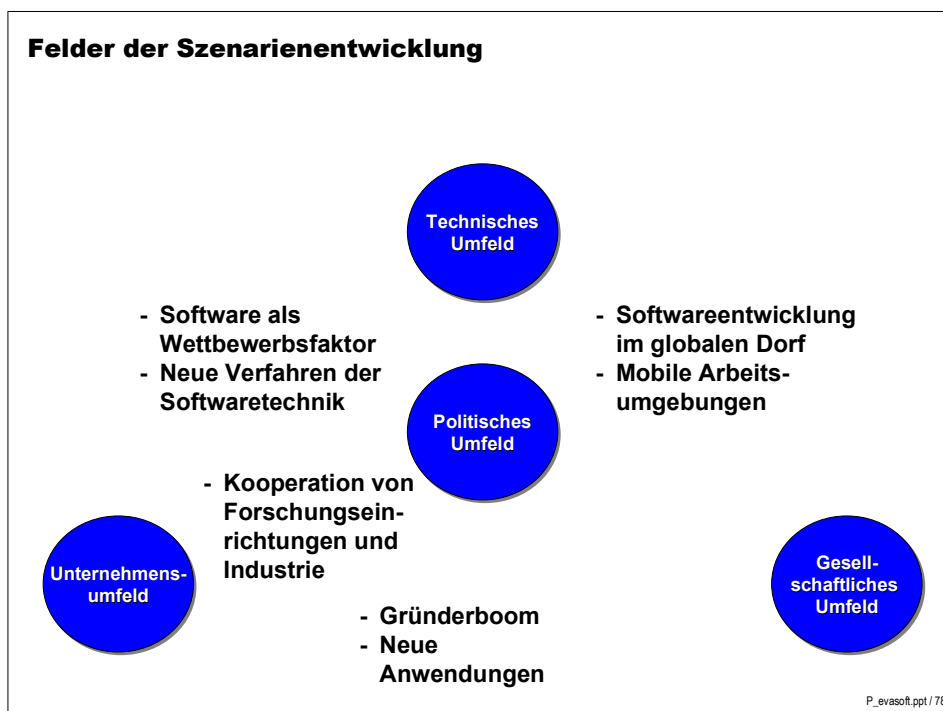 Felder der Szenarienentwicklung
Technisches
Umfeld
- Software als
Wettbewerbsfaktor
- Neue Verfahren der
Softwaretechnik
- Softwareentwicklung
im globalen Dorf
- Mobile Arbeits-
umgebungen
Politisches
Umfeld
- Kooperation von
Forschungsein-
richtungen und
Industrie
Unternehmens-
umfeld
Gesell-
schaftliches
Umfeld
- Gründerboom
- Neue
Anwendungen
P_evasoft.ppt / 78